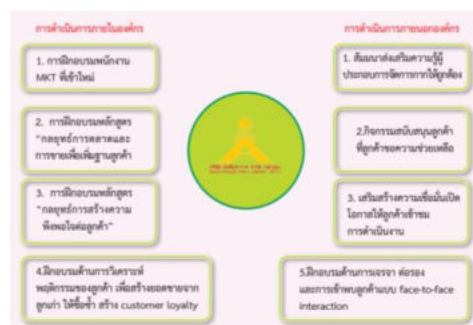 การดำเนินการภายในองค์กร
1. การฝึกอบรมพนักงาน
MKT ที่เข้าใหม่
2. การฝึกอบรมหลักสูตร
"กลยุทธ์การตลาดและ
การขายเพื่อเพิ่มฐานลูกค้า
3. การฝึกอบรมหลักสูตร
"กลยุทธ์การสร้างความ
พึงพอใจต่อลูกค้า"
4.ฝึกอบรมด้านการวิเคราะห์
พฤติกรรมของลูกค้า เพื่อสร้างยอดขายจาก
ลูกเก่า ให้ซื้อซ้ำ สร้าง customer loyalty
การดำเนินการภายนอกองค์กร
1. สัมมนาส่งเสริมความรู้ผู้
ประกอบการจัดการกากให้ถูกต้อง
2.กิจกรรมสนับสนุนลูกค้า
ที่ลูกค้าขอความช่วยเหลือ
3. เสริมสร้างความเชื่อมั่นเปิด
โอกาสให้ลูกค้าเข้าชม
การดำเนินงาน
5.ฝึกอบรมด้านการเจรจา ต่อรอง
และการเข้าพบลูกค้าแบบ face-to-face
interaction